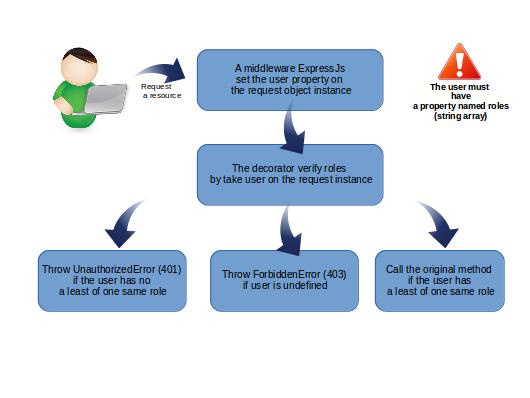 A middleware ExpressJs
set the user property on
the request object instance
Request
a resource
The user must
have
a property named roles
(string array)
The decorator verify roles
by take user on the request instance
Throw UnauthorizedError (401)
if the user has no
a least of one same role
Throw ForbiddenError (403)
if user is undefined
Call the original method
if the user has
a least of one same role